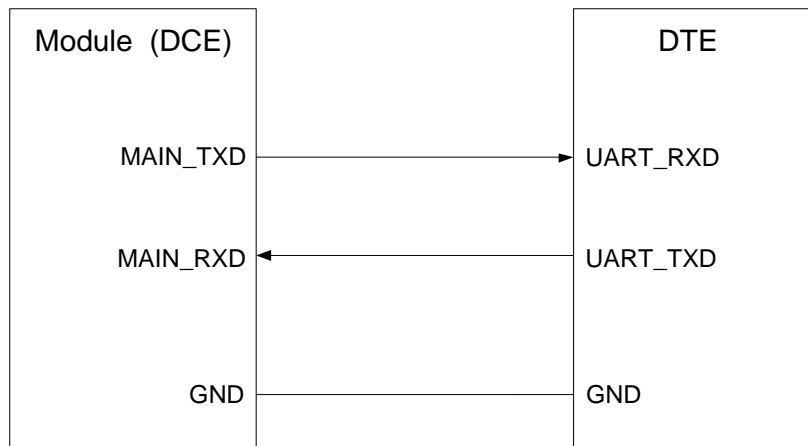 Module (DCE)
DTE
MAIN_TXD
UART_RXD
MAIN_RXD
UART_TXD
GND
GND